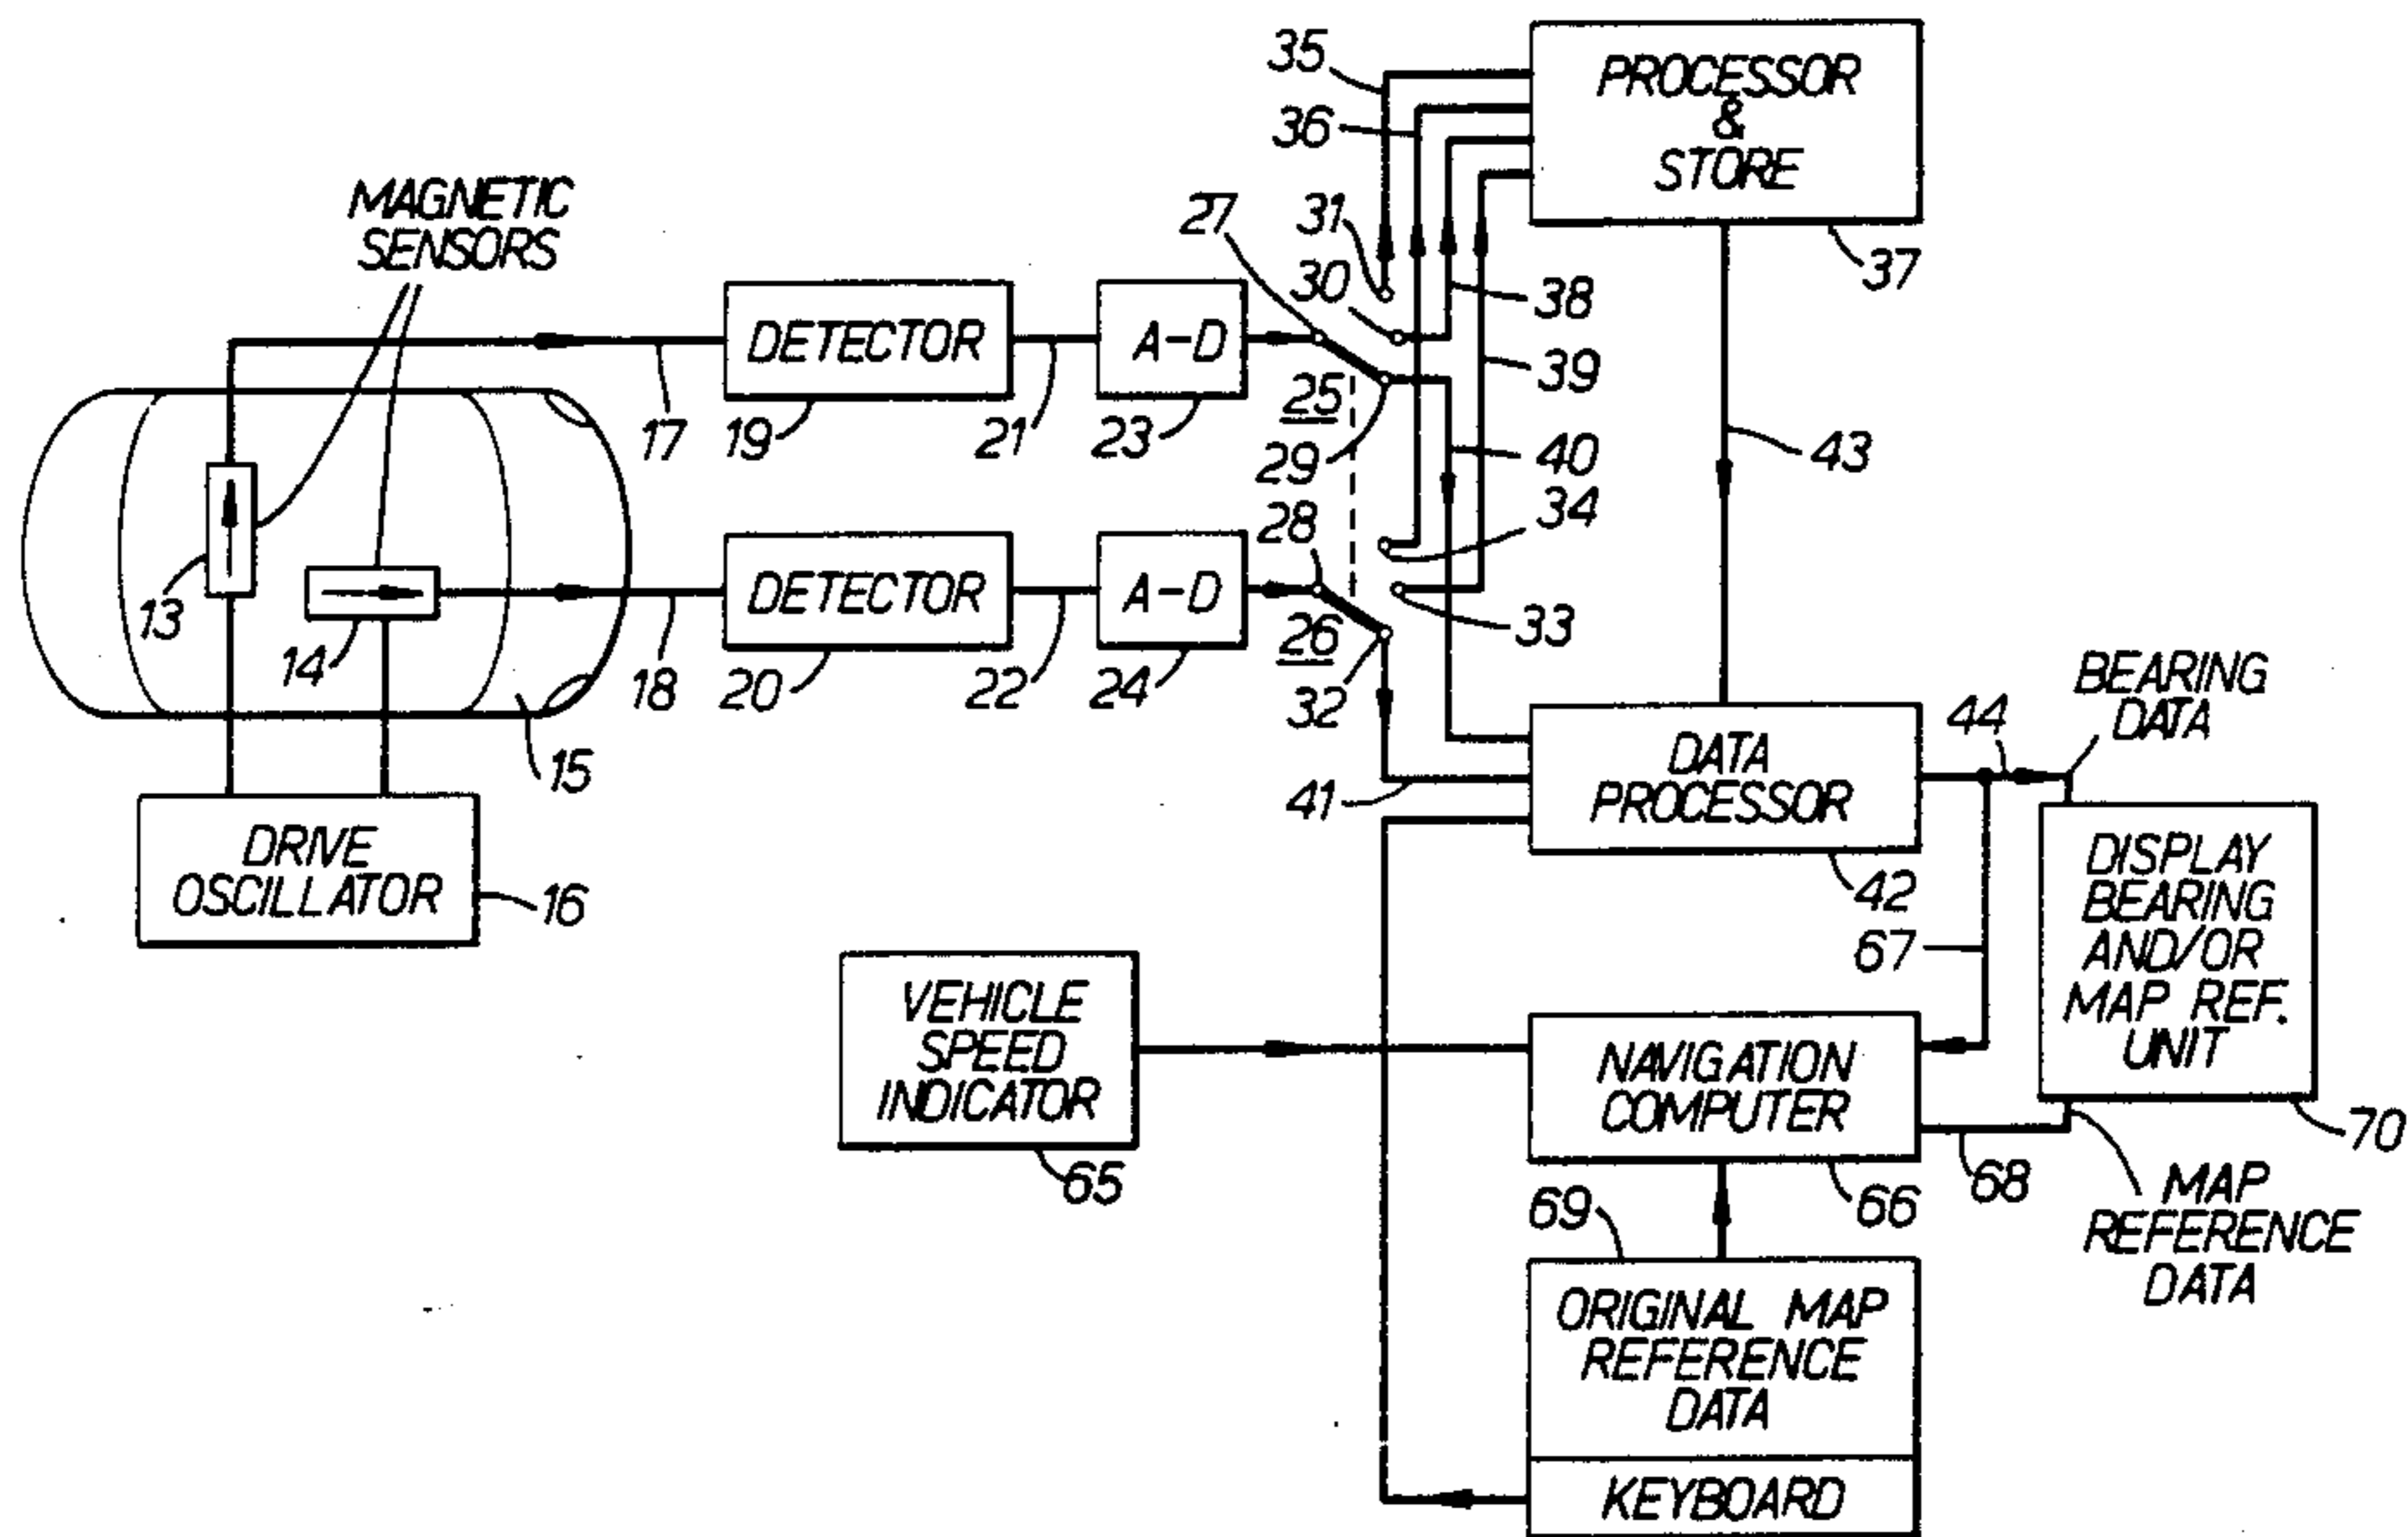 MAGNETIC
SENSORS
13
14
15
DRIVE
OSCILLATOR
16
17
18
DETECTOR
19
DETECTOR
20
21
22
A-D
23
A-D
24
25
26
27
28
29
30
31
32
33
34
35
36
PROCESSOR
&
STORE
37
38
39
40
41
DATA
PROCESSOR
42
43
44
BEARING
DATA
VEHICLE
SPEED
INDICATOR
65
NAVIGATION
COMPUTER
66
67
68
DISPLAY
BEARING
AND/OR
MAP REF.
UNIT
70
MAP
REFERENCE
DATA
69
ORIGINAL MAP
REFERENCE
DATA
KEYBOARD